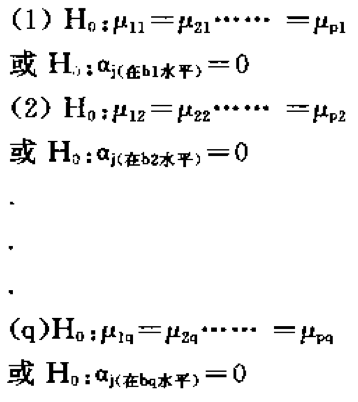 (1) H₀:μ₁₁=μ₂₁······=μₚ₁
或 H₀:αⱼ(在b1水平)=0
(2) H₀:μ₁₂=μ₂₂······ =μₚ₂
或 H₀:αⱼ(在b2水平)=0
.
.
.
(q)H₀:μ₁q=μ₂q······ =μpq
或 H₀:αⱼ(在bq水平)=0